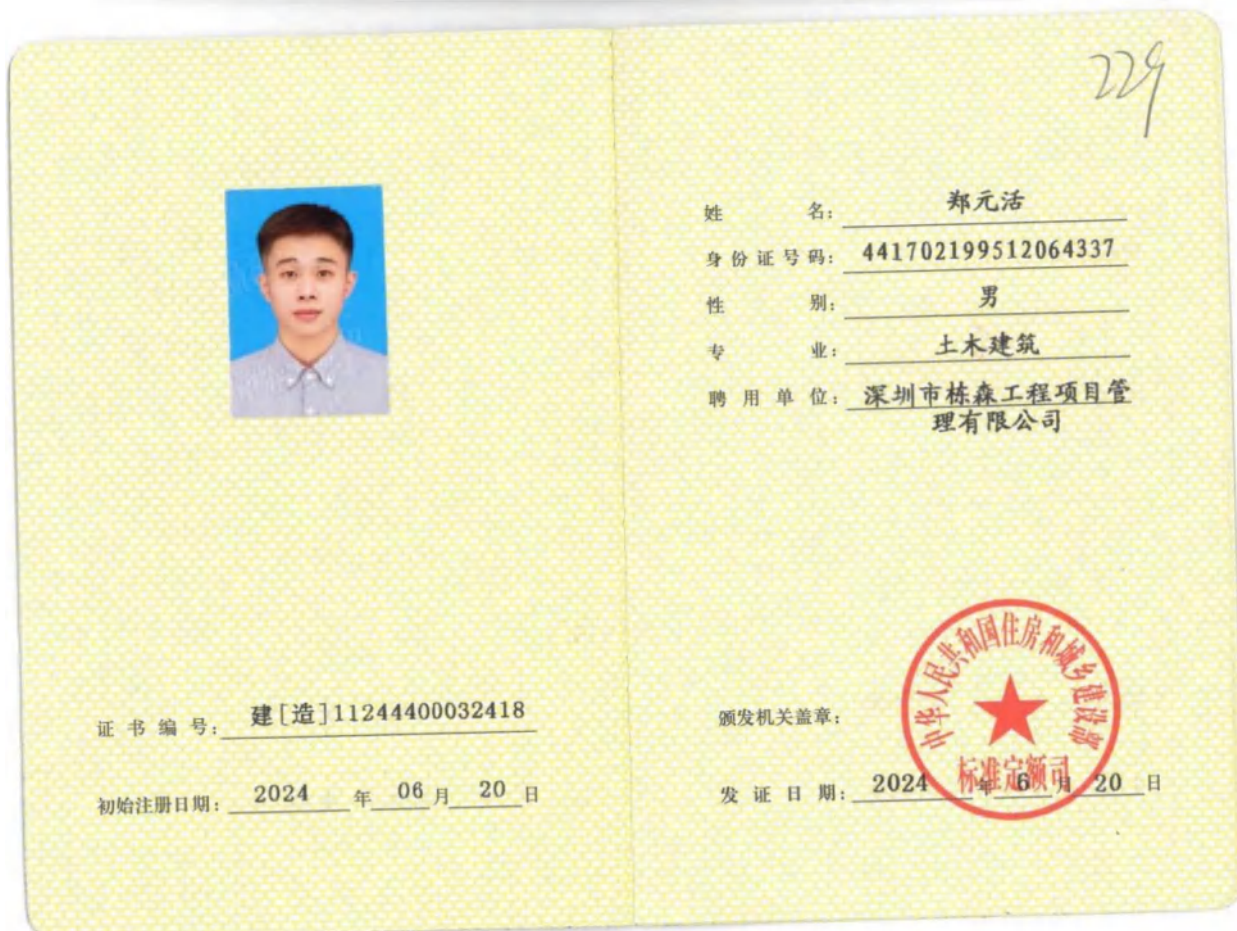 229
姓 名: 郑元活
身份证号码: 441702199512064337
性 别: 男
专 业: 土木建筑
聘用单位: 深圳市栋森工程项目管
理有限公司
证书编号: 建[造]11244400032418
初始注册日期: 2024 年 06 月 20 日
颁发机关盖章:
中华人民共和国住房和城乡建设部
标准定额司
发证日期: 2024 年 6 月 20 日